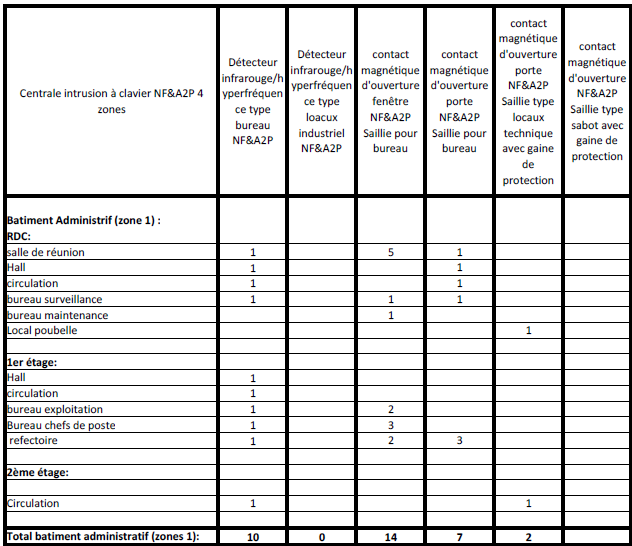 Centrale intrusion à clavier NF&A2P 4
zones
Détecteur
infrarouge/h
yperfréquen
ce type
bureau
NF&A2P
Détecteur
infrarouge/h
yperfréquen
ce type
loacux
industriel
NF&A2P
contact
magnétique
d'ouverture
fenêtre
NF&A2P
Saillie pour
bureau
contact
magnétique
d'ouverture
porte
NF&A2P
Saillie pour
bureau
contact
magnétique
d'ouverture
porte
NF&A2P
Saillie type
locaux
technique
avec gaine
de
protection
contact
magnétique
d'ouverture
NF&A2P
Saillie type
sabot avec
gaine de
protection
Batiment Administrif (zone 1) :
RDC:
salle de réunion 1 5 1
Hall 1 1
circulation 1 1
bureau surveillance 1 1 1
bureau maintenance 1
Local poubelle 1
1er étage:
Hall 1
circulation 1
bureau exploitation 1 2
Bureau chefs de poste 1 3
refectoire 1 2 3
2ème étage:
Circulation 1 1
Total batiment administratif (zones 1): 10 0 14 7 2